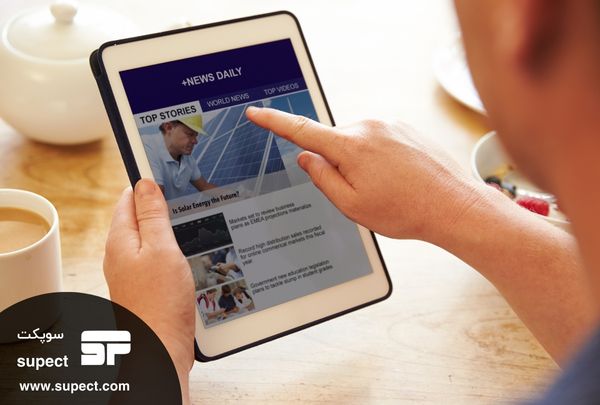 +NEWS DAILY
TOP STORIES
WORLD NEWS
TOP VIDEOS
Is Solar Energy the Future?
Markets set to review business
plans as EMEA projections materialize
Record high distribution sales recorded
for online commercial markets this fiscal
year
Government new education legislation
plans to tackle slump in student grades
سوپکت
supect
SP
www.supect.com